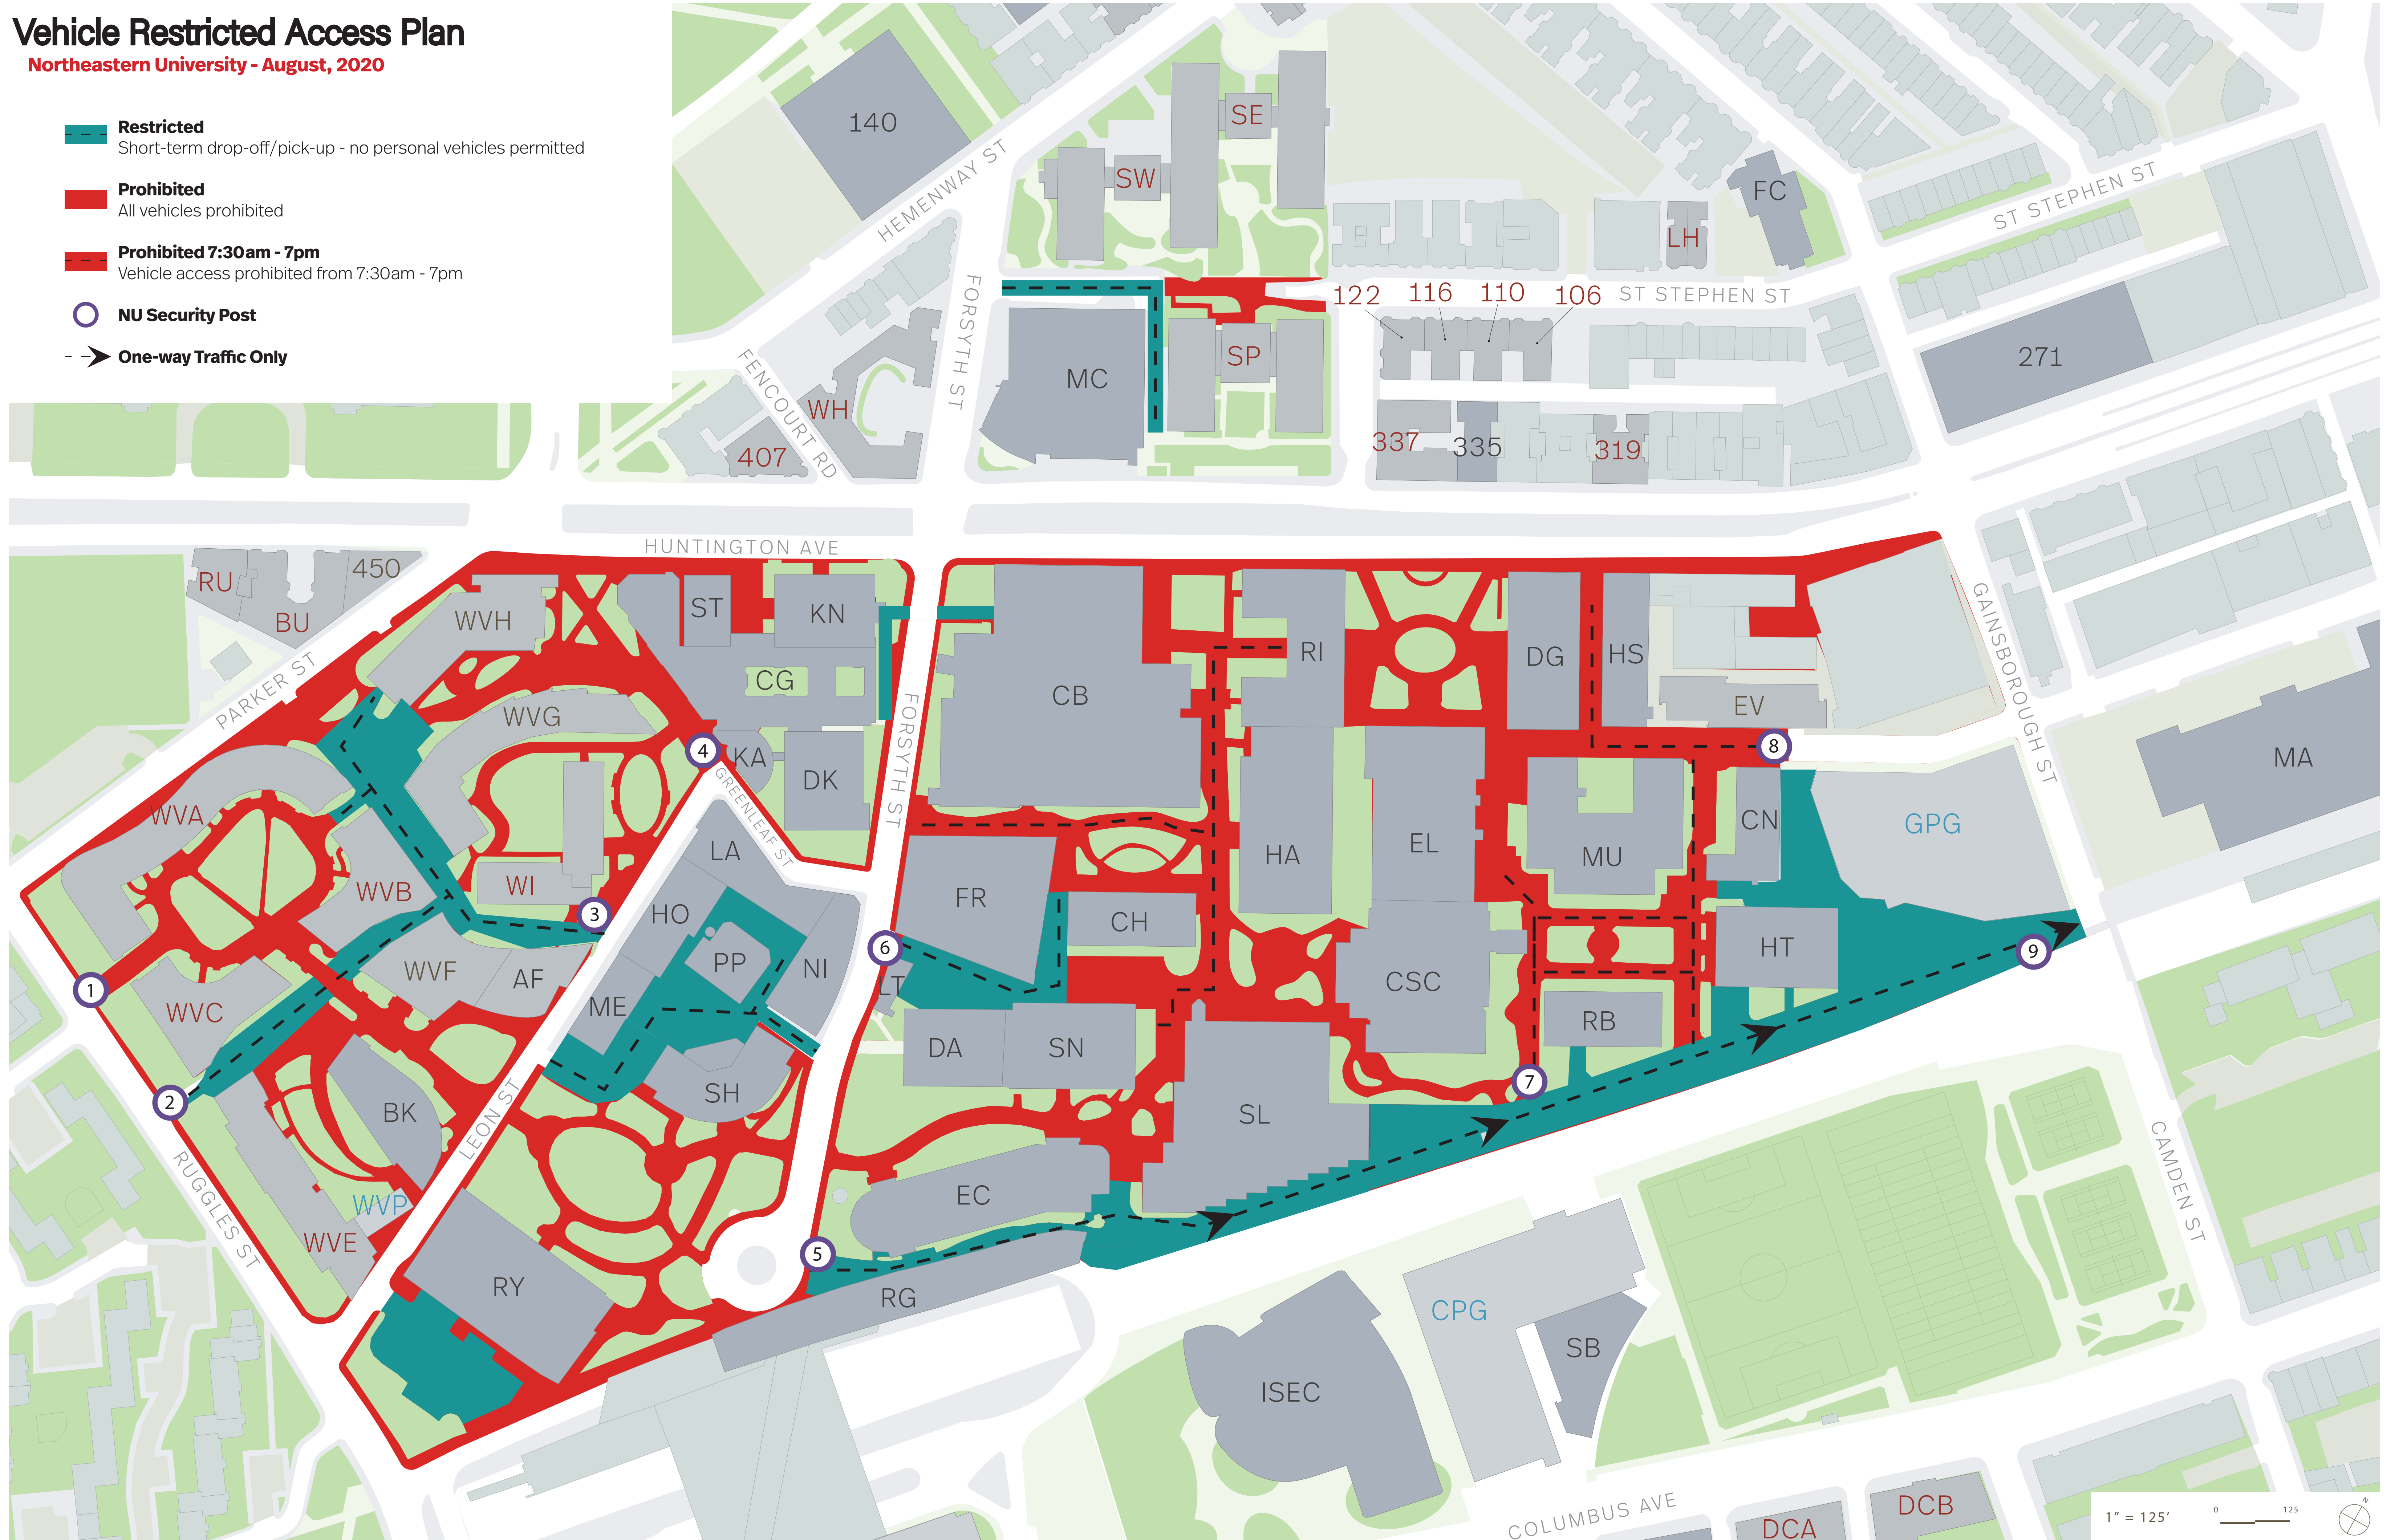 Vehicle Restricted Access Plan
Northeastern University - August, 2020
Restricted
Short-term drop-off/pick-up - no personal vehicles permitted
Prohibited
All vehicles prohibited
Prohibited 7:30am - 7pm
Vehicle access prohibited from 7:30am - 7pm
NU Security Post
One-way Traffic Only
140
SE
SW
HEMENWAY ST
FC
ST STEPHEN ST
LH
122
116
110
106
ST STEPHEN ST
FORSYTH ST
MC
SP
271
FENCOURT RD
WH
407
337
335
319
HUNTINGTON AVE
RU
450
BU
WVH
ST
KN
CG
PARKER ST
WVG
CB
RI
DG
HS
EV
GAINSBOROUGH ST
FORSYTH ST
4
KA
DK
8
MA
GREENLEAF ST
WVA
LA
HA
EL
MU
CN
GPG
WVB
WI
3
HO
FR
CH
6
HT
9
PP
NI
WVF
AF
LT
CSC
1
WVC
ME
DA
SN
RB
2
BK
SH
SL
7
LEON ST
RUGGLES ST
WVP
WVE
EC
5
CAMDEN ST
RY
RG
CPG
SB
ISEC
COLUMBUS AVE
DCA
DCB
1" = 125'
0
125
N